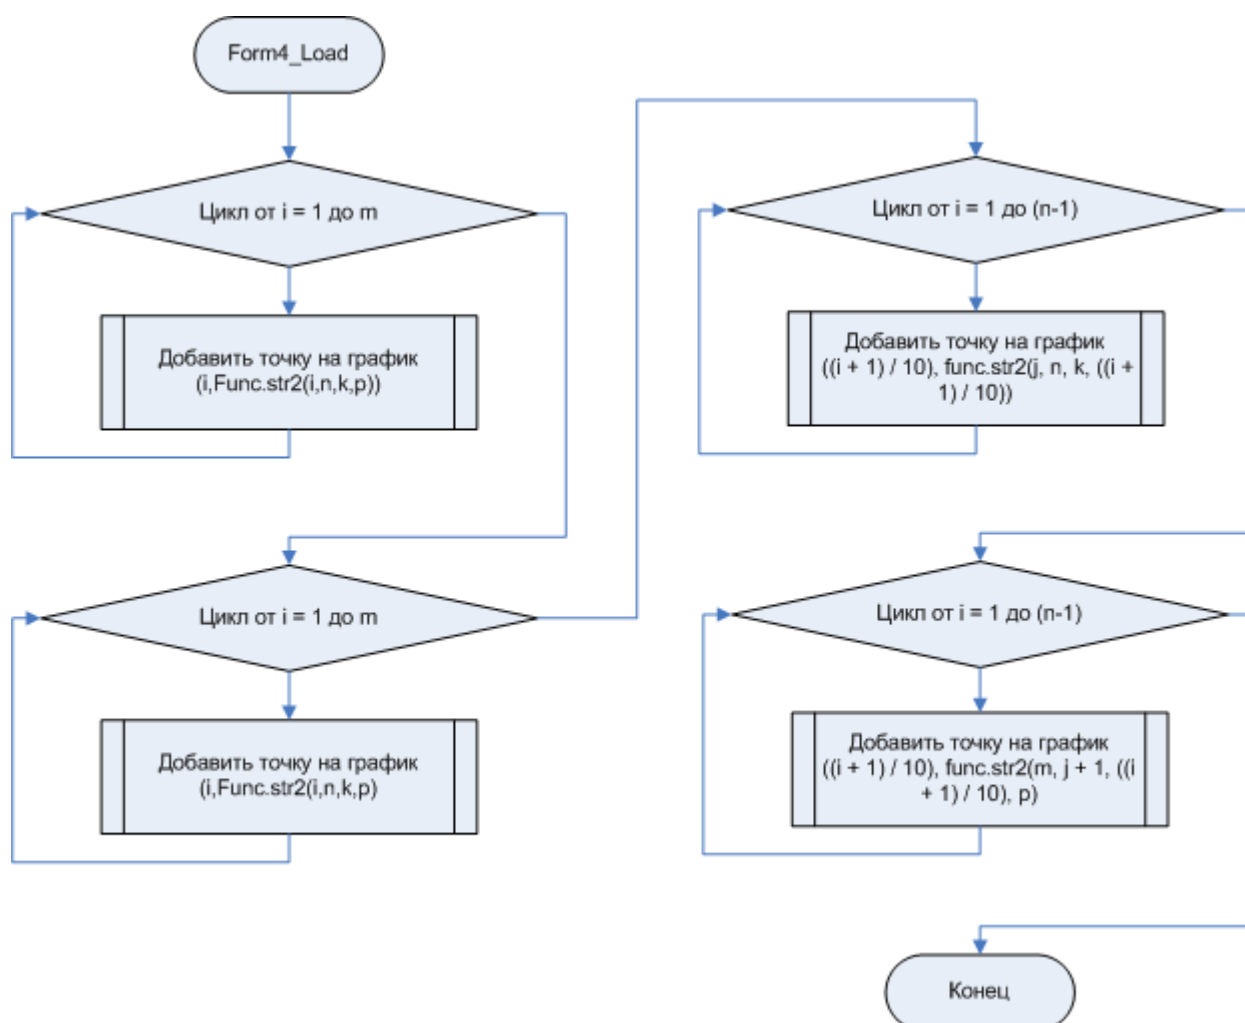 Form4_Load
Цикл от i = 1 до m
Добавить точку на график
(i,Func.str2(i,n,k,p))
Цикл от i = 1 до m
Добавить точку на график
(i,Func.str2(i,n,k,p)
Цикл от i = 1 до (n-1)
Добавить точку на график
((i + 1) / 10), func.str2(j, n, k, ((i +
1) / 10))
Цикл от i = 1 до (n-1)
Добавить точку на график
((i + 1) / 10), func.str2(m, j + 1, ((i
+ 1) / 10), p)
Конец